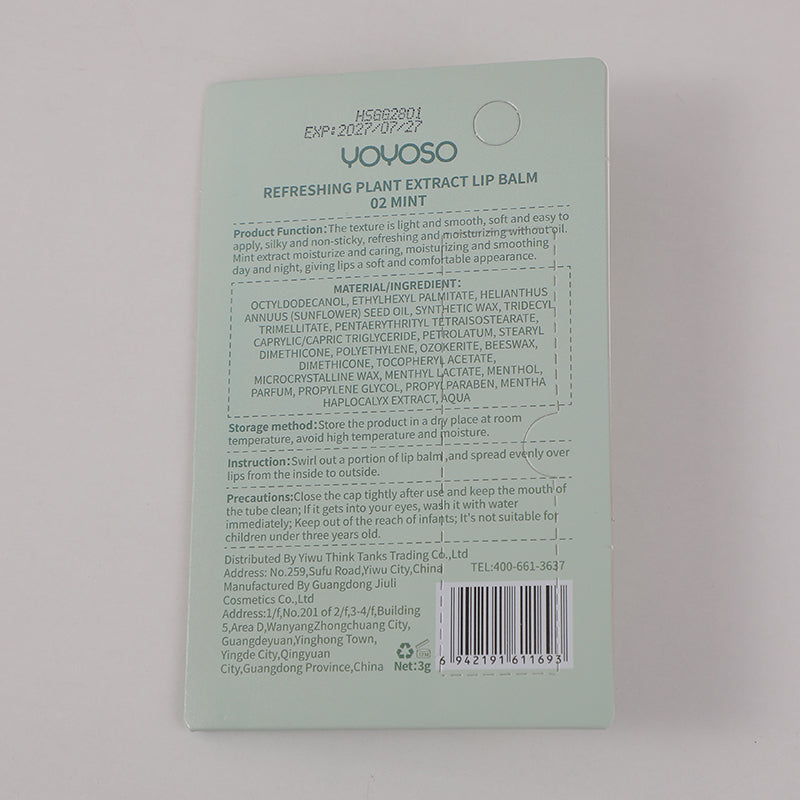 HSGG2801
EXP:2027/07/27
YOYOSO
REFRESHING PLANT EXTRACT LIP BALM
02 MINT
Product Function:The texture is light and smooth, soft and easy to
apply, silky and non-sticky, refreshing and moisturizing without oil.
Mint extract moisturize and caring, moisturizing and smoothing
day and night, giving lips a soft and comfortable appearance.
MATERIAL/INGREDIENT:
OCTYLDODECANOL, ETHYLHEXYL PALMITATE, HELIANTHUS
ANNUUS (SUNFLOWER) SEED OIL, SYNTHETIC WAX, TRIDECYL
TRIMELLITATE, PENTAERYTHRITYL TETRAISOSTEARATE,
CAPRYLIC/CAPRIC TRIGLYCERIDE, PETROLATUM, STEARYL
DIMETHICONE, POLYETHYLENE, OZOKERITE, BEESWAX,
DIMETHICONE, TOCOPHERYL ACETATE,
MICROCRYSTALLINE WAX, MENTHYL LACTATE, MENTHOL,
PARFUM, PROPYLENE GLYCOL, PROPYLPARABEN, MENTHA
HAPLOCALYX EXTRACT, AQUA
Storage method:Store the product in a dry place at room
temperature, avoid high temperature and moisture.
Instruction:Swirl out a portion of lip balm ,and spread evenly over
lips from the inside to outside.
Precautions:Close the cap tightly after use and keep the mouth of
the tube clean; If it gets into your eyes, wash it with water
immediately; Keep out of the reach of infants; It's not suitable for
children under three years old.
Distributed By Yiwu Think Tanks Trading Co.,Ltd
Address: No.259,Sufu Road,Yiwu City,China
TEL:400-661-3637
Manufactured By Guangdong Jiuli
Cosmetics Co.,Ltd
Address:1/f,No.201 of 2/f,3-4/f,Building
5,Area D,WanyangZhongchuang City,
Guangdeyuan,Yinghong Town,
Yingde City,Qingyuan
City,Guangdong Province,China
Net:3g
6 942191 611693